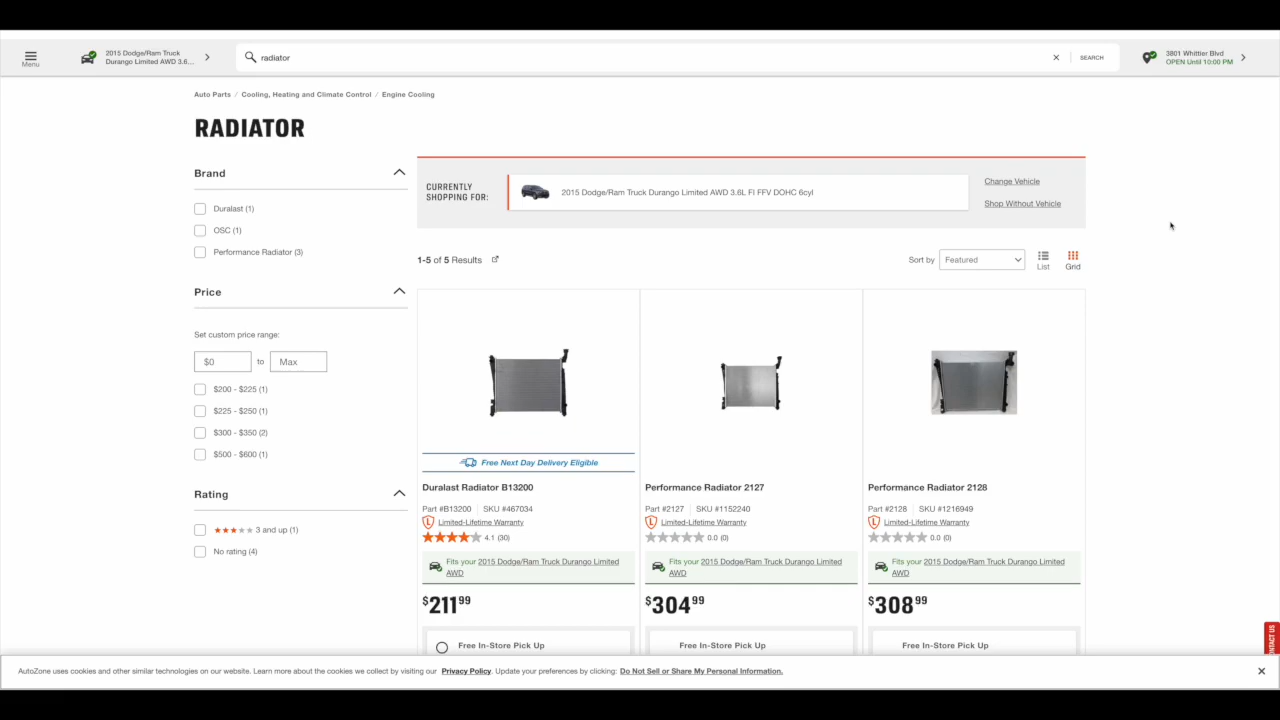 Menu
2015 Dodge/Ram Truck
Durango Limited AWD 3.6...
radiator
SEARCH
3801 Whittier Blvd
OPEN Until 10:00 PM
Auto Parts / Cooling, Heating and Climate Control / Engine Cooling
RADIATOR
Brand
Duralast (1)
OSC (1)
Performance Radiator (3)
Price
Set custom price range:
$0 to Max
$200 - $225 (1)
$225 - $250 (1)
$300 - $350 (2)
$500 - $600 (1)
Rating
3 and up (1)
No rating (4)
CURRENTLY
SHOPPING FOR:
2015 Dodge/Ram Truck Durango Limited AWD 3.6L FI FFV DOHC 6cyl
Change Vehicle
Shop Without Vehicle
1-5 of 5 Results
Sort by Featured
List
Grid
Free Next Day Delivery Eligible
Duralast Radiator B13200
Part #B13200 SKU #467034
Limited-Lifetime Warranty
4.1 (30)
Fits your 2015 Dodge/Ram Truck Durango Limited
AWD
$211 99
Free In-Store Pick Up
Performance Radiator 2127
Part #2127 SKU #1152240
Limited-Lifetime Warranty
0.0 (0)
Fits your 2015 Dodge/Ram Truck Durango Limited
AWD
$304 99
Free In-Store Pick Up
Performance Radiator 2128
Part #2128 SKU #1216949
Limited-Lifetime Warranty
0.0 (0)
Fits your 2015 Dodge/Ram Truck Durango Limited
AWD
$308 99
Free In-Store Pick Up
CONTACT US
AutoZone uses cookies and other similar technologies on our website. Learn more about the cookies we collect by visiting our Privacy Policy. Update your preferences by clicking: Do Not Sell or Share My Personal Information.